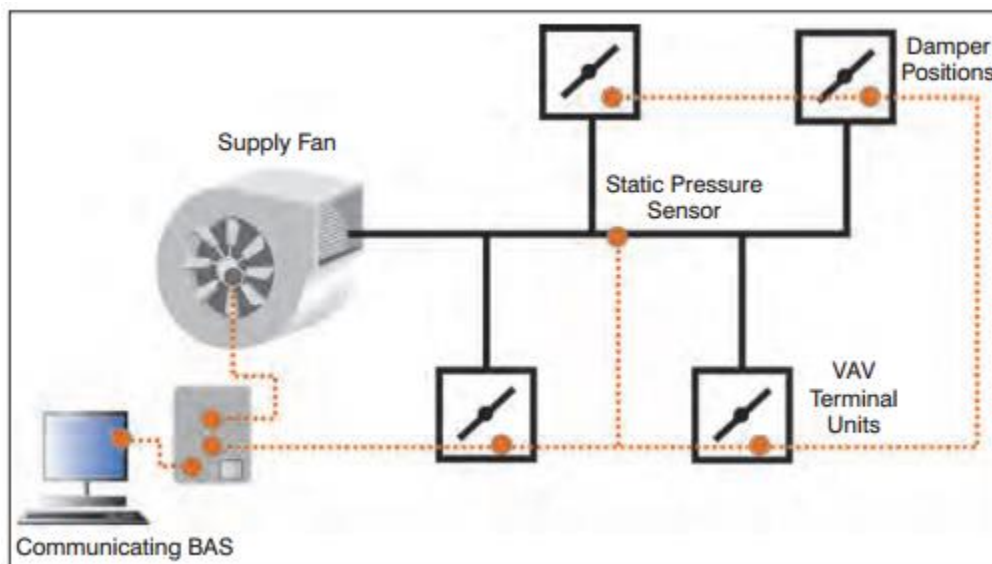 Damper
Positions
Supply Fan
Static Pressure
Sensor
VAV
Terminal
Units
Communicating BAS